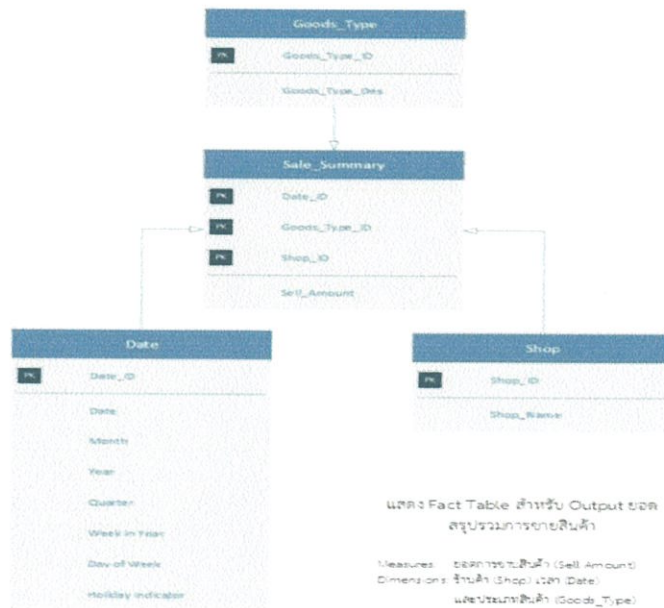 Goods_Type
PK Goods_Type_ID
Goods_Type_Des
Sale_Summary
PK Date_ID
PK Goods_Type_ID
PK Shop_ID
Sell_Amount
Date
PK Date_ID
Date
Month
Year
Quarter
Week in Year
Day of Week
Holiday Indicator
Shop
PK Shop_ID
Shop_Name
แสดง Fact Table สำหรับ Output ยอด
สรุปรวมการขายสินค้า
Measures: ยอดการขายสินค้า (Sell Amount)
Dimensions: ร้านค้า (Shop) เวลา (Date)
และประเภทสินค้า (Goods_Type)